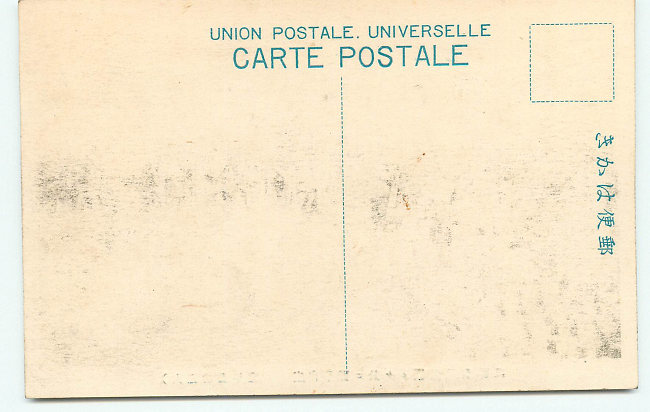 UNION POSTALE. UNIVERSELLE
CARTE POSTALE
郵便はかき